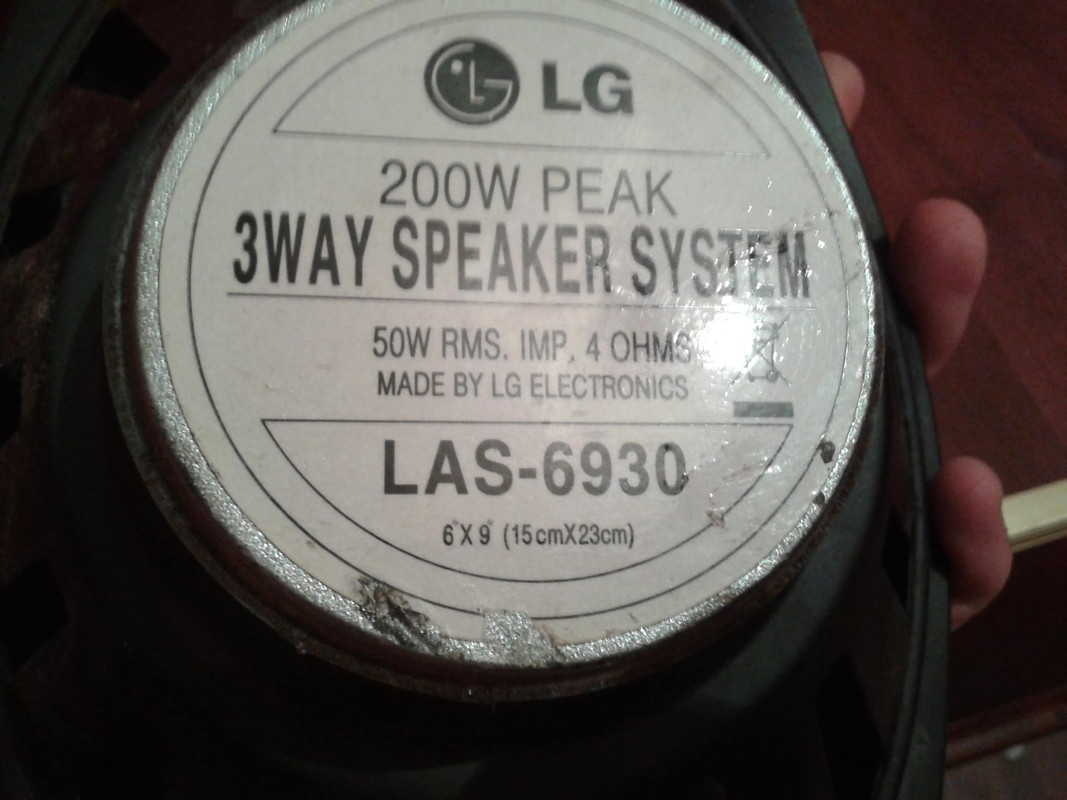 LG
200W PEAK
3WAY SPEAKER SYSTEM
50W RMS. IMP. 4 OHMS
MADE BY LG ELECTRONICS
LAS-6930
6"X 9" (15cmX23cm)